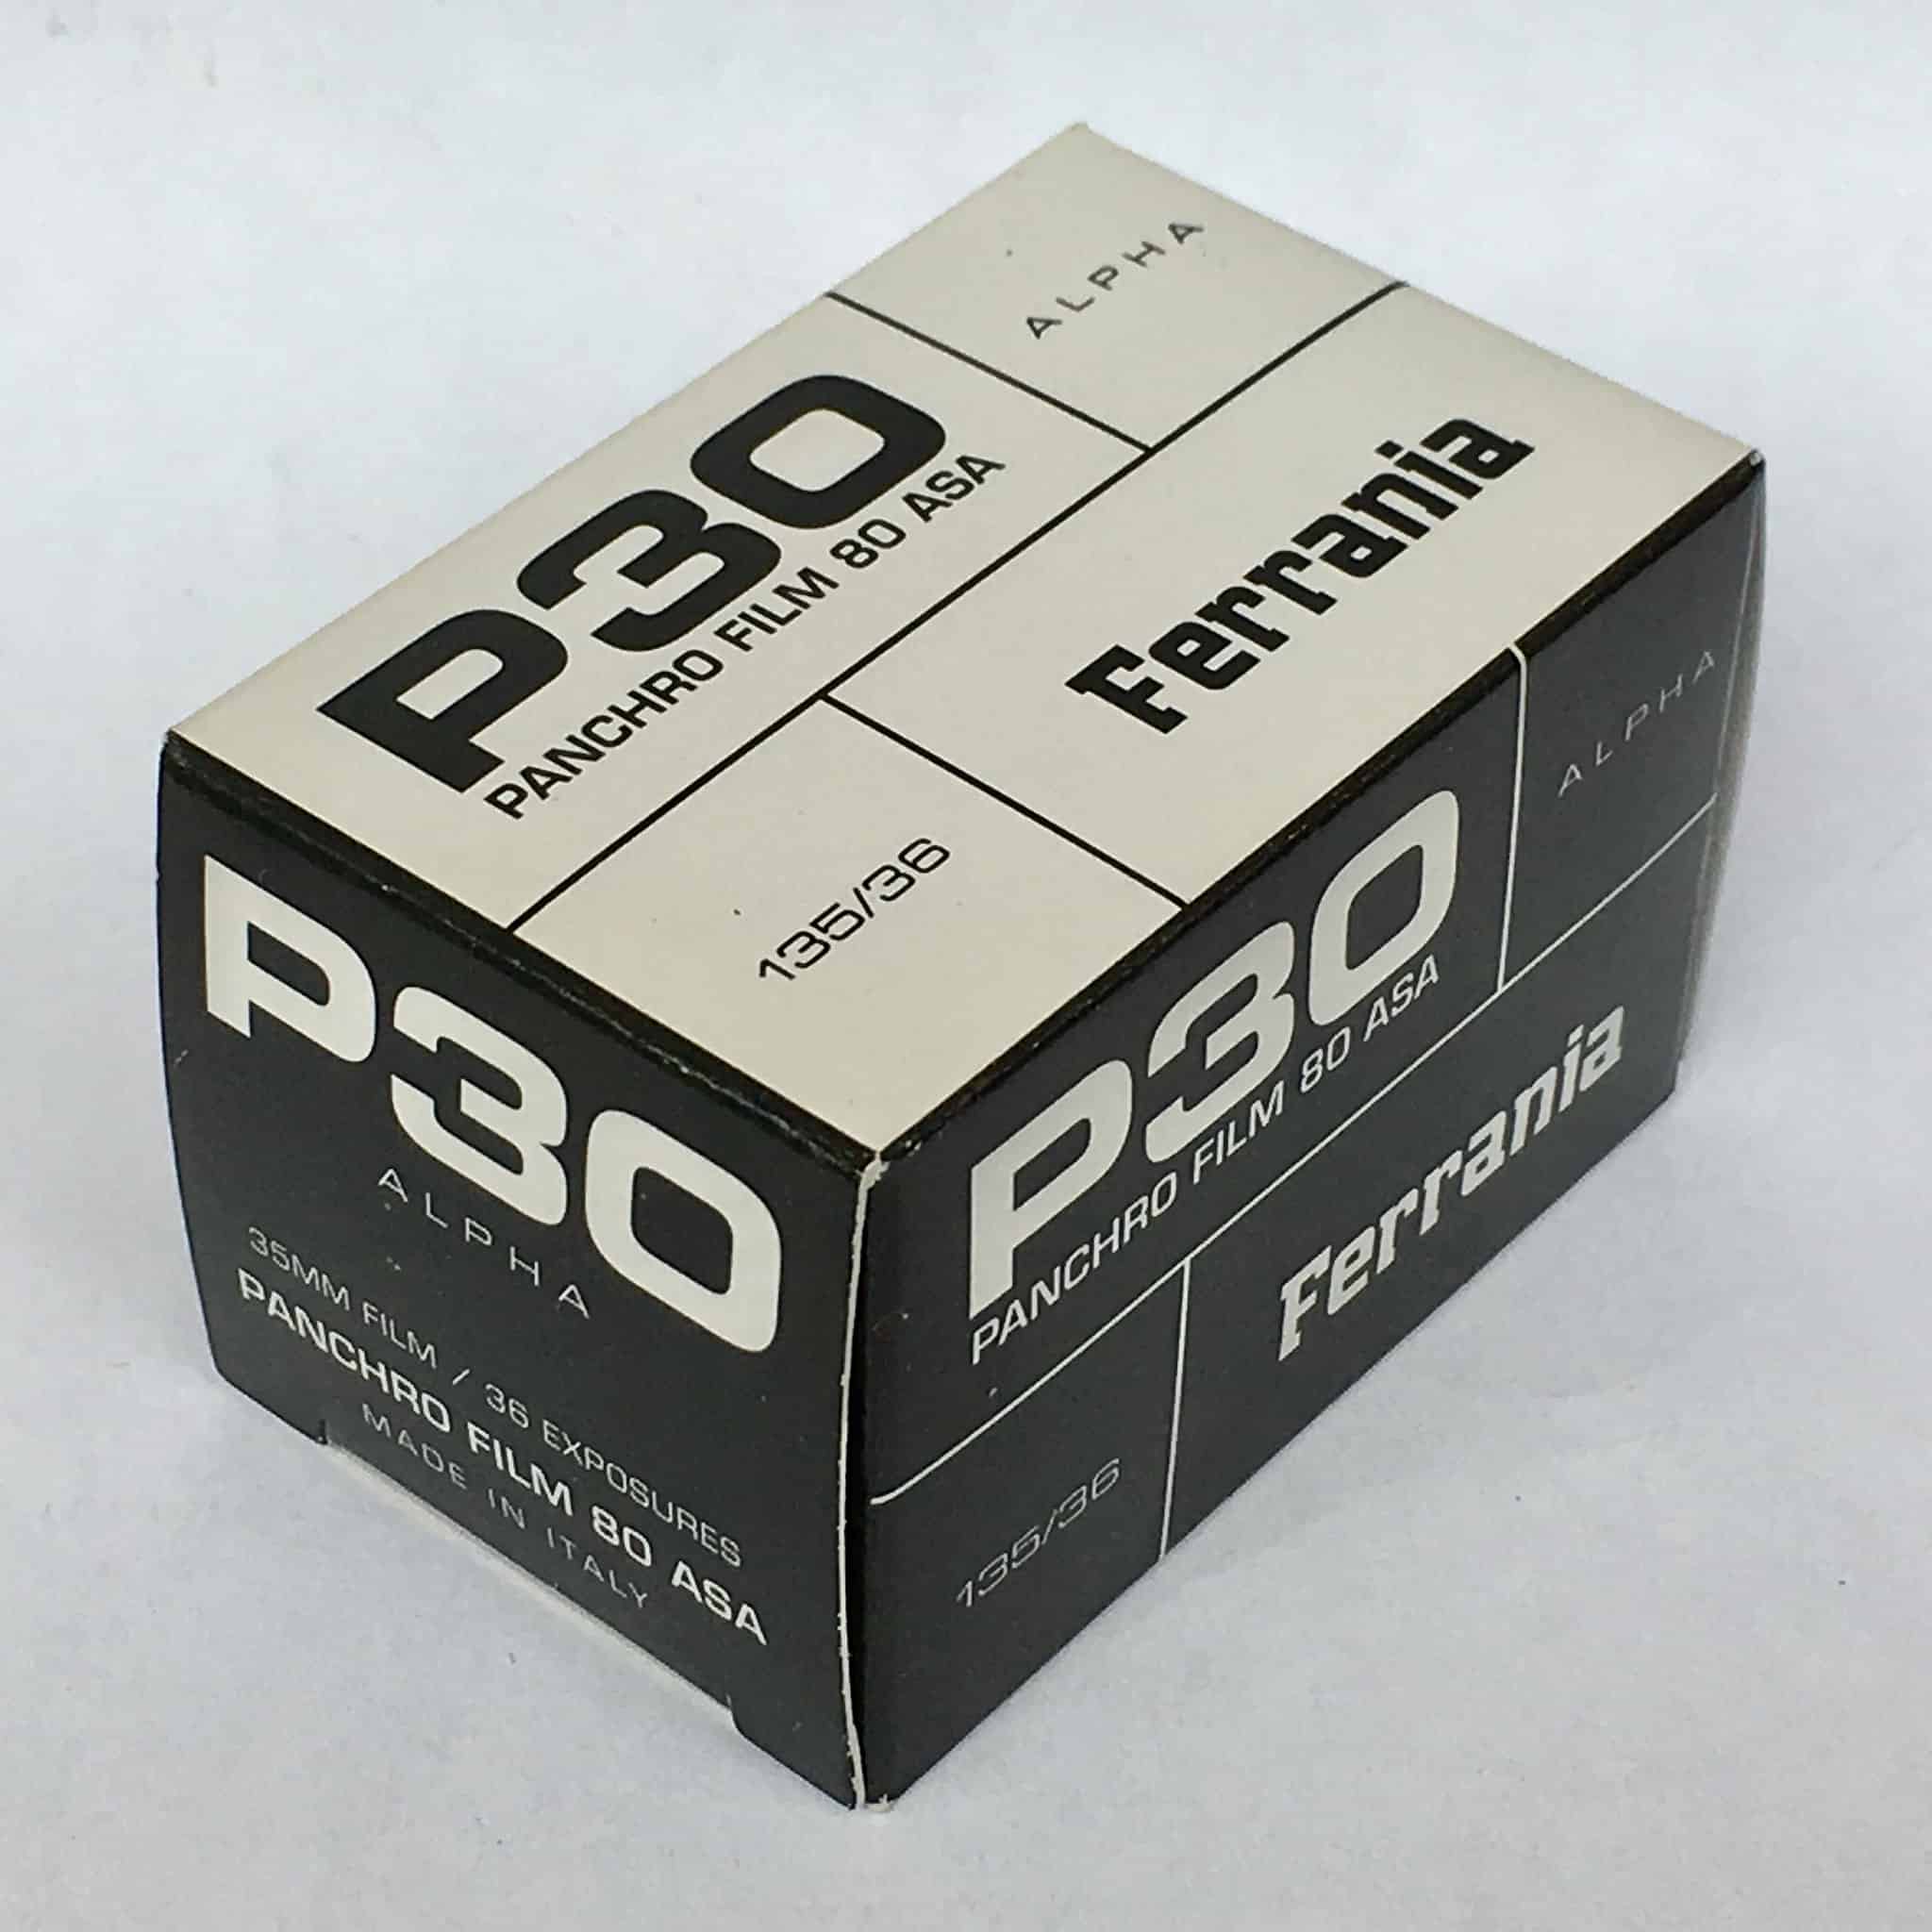 ALPHA
P30
PANCHRO FILM 80 ASA
Ferrania
135/36
P30
ALPHA
35MM FILM / 36 EXPOSURES
PANCHRO FILM 80 ASA
MADE IN ITALY
P30
PANCHRO FILM 80 ASA
ALPHA
135/36
Ferrania